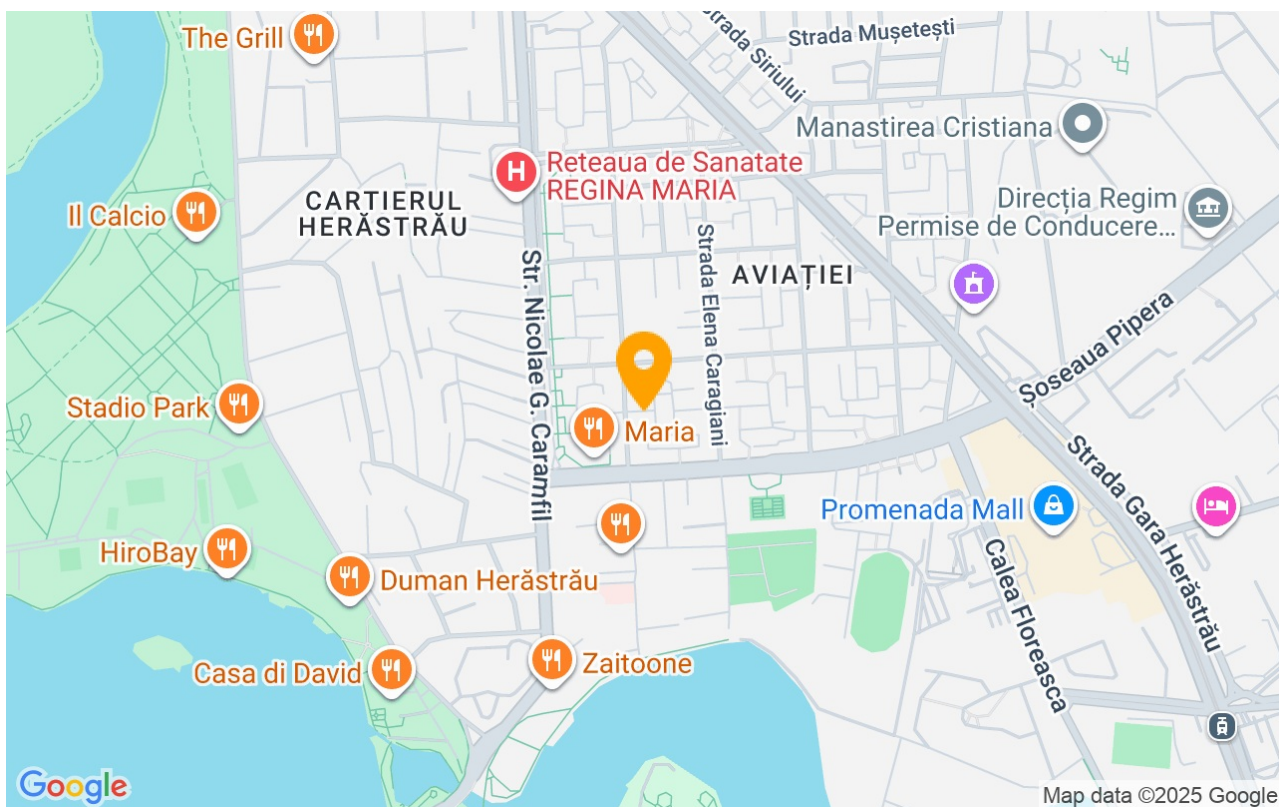 The Grill
Strada Siriului
Strada Mușetești
Manastirea Cristiana
Reteaua de Sanatate
REGINA MARIA
CARTIERUL
HERĂSTRĂU
Il Calcio
Direcția Regim
Permise de Conducere...
Str. Nicolae G. Caramfil
Strada Elena Caragiani
AVIAȚIEI
Șoseaua Pipera
Stadio Park
Maria
Strada Gara Herăstrău
Promenada Mall
HiroBay
Duman Herăstrău
Calea Floreasca
Casa di David
Zaitoone
Google
Map data ©2025 Google